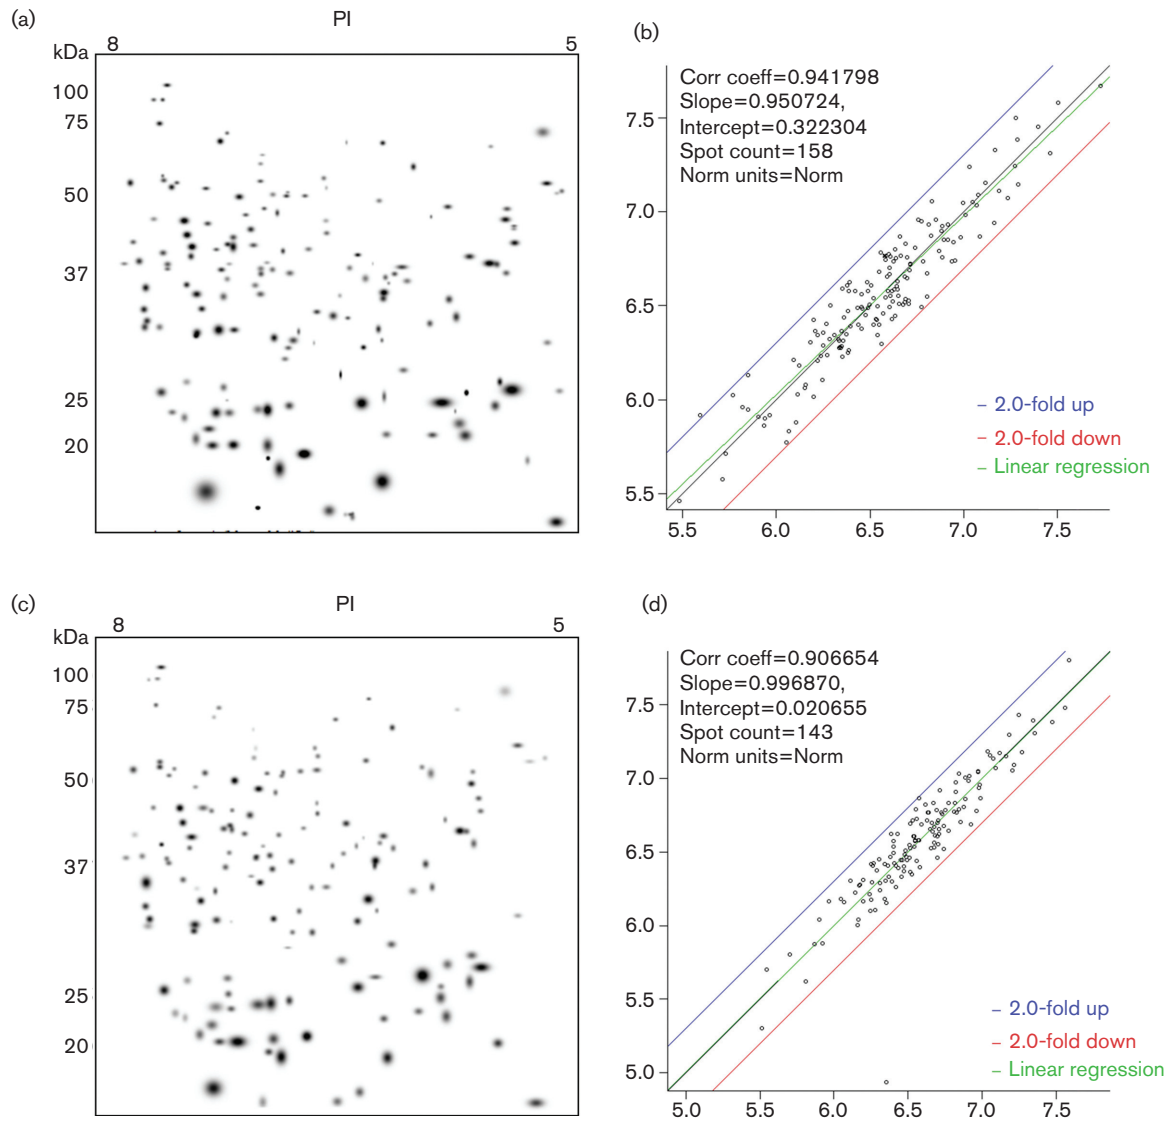 (a)
PI
8
5
kDa
100
75
50
37
25
20
(b)
Corr coeff=0.941798
Slope=0.950724,
Intercept=0.322304
Spot count=158
Norm units=Norm
7.5
7.0
6.5
6.0
5.5
– 2.0-fold up
– 2.0-fold down
– Linear regression
5.5 6.0 6.5 7.0 7.5
(c)
PI
8
5
kDa
100
75
50
37
25
20
(d)
Corr coeff=0.906654
Slope=0.996870,
Intercept=0.020655
Spot count=143
Norm units=Norm
7.5
7.0
6.5
6.0
5.5
5.0
– 2.0-fold up
– 2.0-fold down
– Linear regression
5.0 5.5 6.0 6.5 7.0 7.5